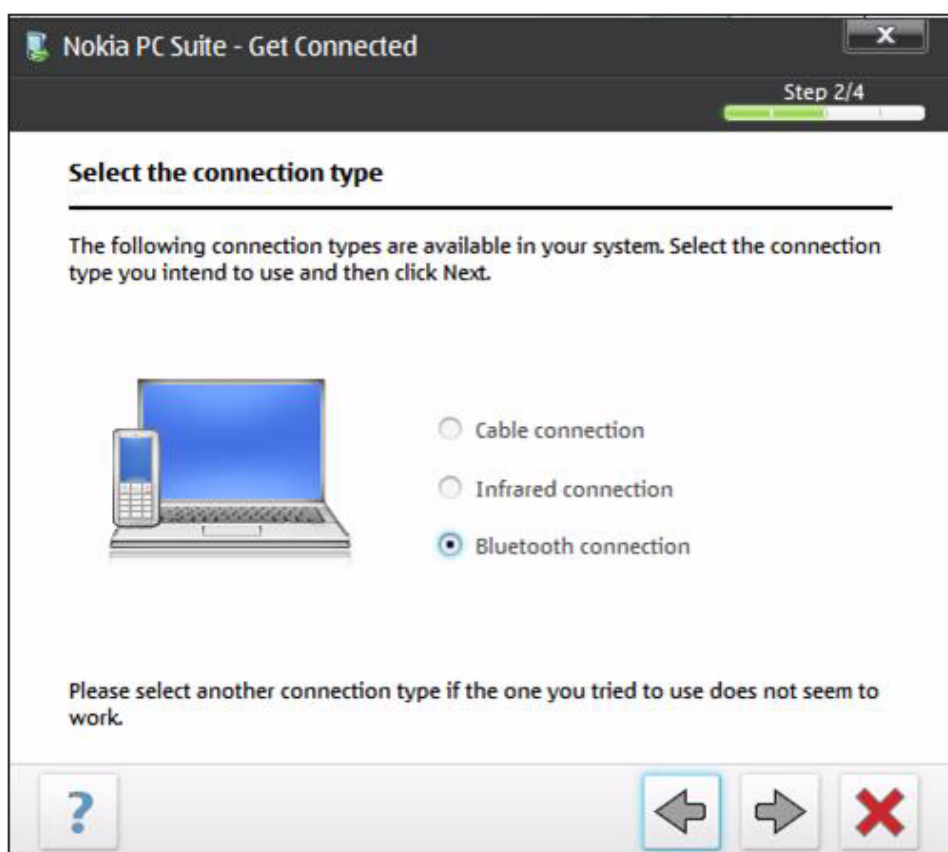 Nokia PC Suite - Get Connected
X
Step 2/4
Select the connection type
The following connection types are available in your system. Select the connection
type you intend to use and then click Next.
Cable connection
Infrared connection
Bluetooth connection
Please select another connection type if the one you tried to use does not seem to
work.
?